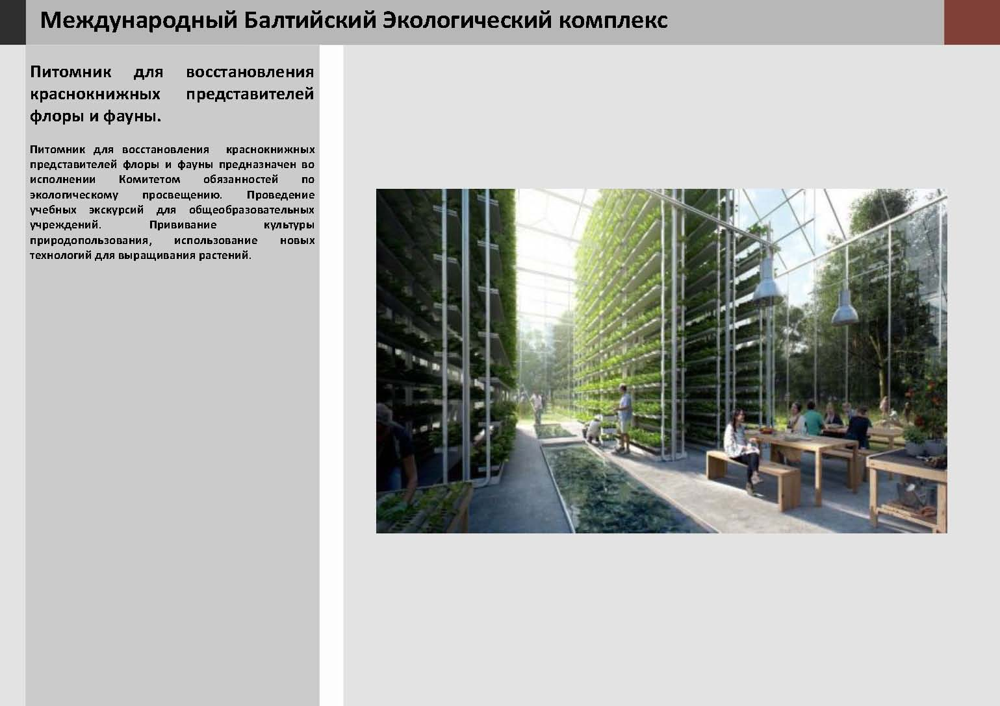 Международный Балтийский Экологический комплекс
Питомник для восстановления
краснокнижных представителей
флоры и фауны.
Питомник для восстановления краснокнижных
представителей флоры и фауны предназначен во
исполнении Комитетом обязанностей по
экологическому просвещению. Проведение
учебных экскурсий для общеобразовательных
учреждений. Прививание культуры
природопользования, использование новых
технологий для выращивания растений.